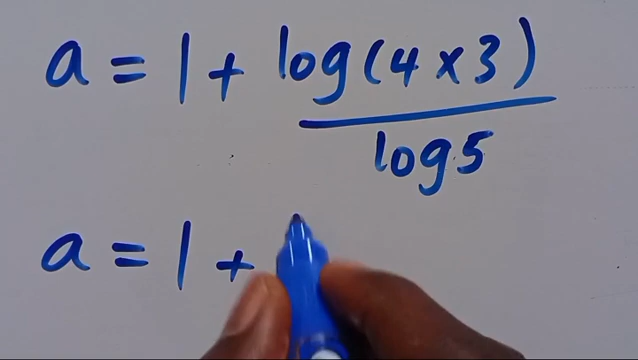 a = 1 + log(4 x 3)
log5
a = 1 +